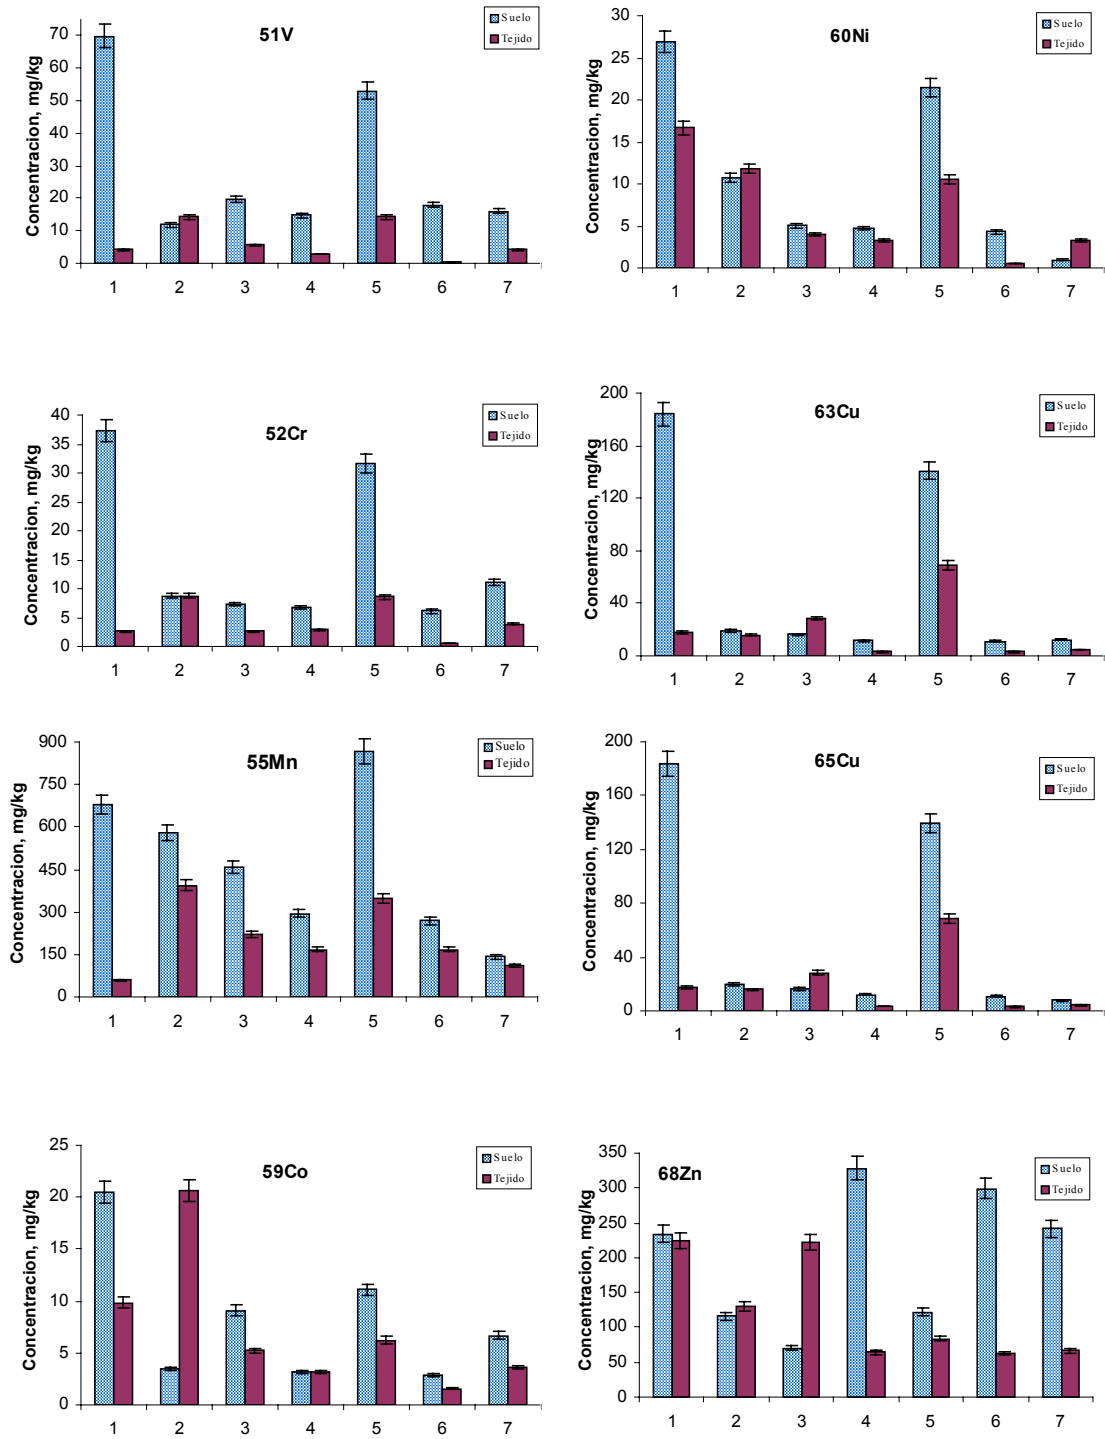 51V
Suelo
Tejido
Concentracion, mg/kg
70
60
50
40
30
20
10
0
1 2 3 4 5 6 7
60Ni
Suelo
Tejido
Concentracion, mg/kg
30
25
20
15
10
5
0
1 2 3 4 5 6 7
52Cr
Suelo
Tejido
Concentracion, mg/kg
40
35
30
25
20
15
10
5
0
1 2 3 4 5 6 7
63Cu
Suelo
Tejido
Concentracion, mg/kg
200
160
120
80
40
0
1 2 3 4 5 6 7
55Mn
Suelo
Tejido
Concentracion, mg/kg
900
750
600
450
300
150
0
1 2 3 4 5 6 7
65Cu
Suelo
Tejido
Concentracion, mg/kg
200
160
120
80
40
0
1 2 3 4 5 6 7
59Co
Suelo
Tejido
Concentracion, mg/kg
25
20
15
10
5
0
1 2 3 4 5 6 7
68Zn
Suelo
Tejido
Concentracion, mg/kg
350
300
250
200
150
100
50
0
1 2 3 4 5 6 7